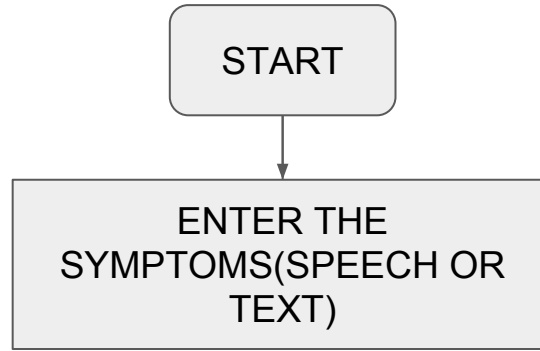 START
ENTER THE
SYMPTOMS(SPEECH OR
TEXT)